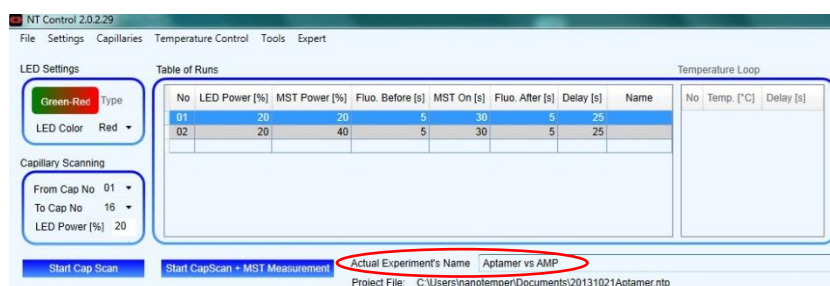 NT Control 2.0.2.29
File Settings Capillaries Temperature Control Tools Expert
LED Settings
Green-Red Type
LED Color Red
Capillary Scanning
From Cap No 01
To Cap No 16
LED Power [%] 20
Start Cap Scan
Table of Runs
No LED Power [%] MST Power [%] Fluo. Before [s] MST On [s] Fluo. After [s] Delay [s] Name
01 20 20 5 30 5 25
02 20 40 5 30 5 25
Temperature Loop
No Temp. [°C] Delay [s]
Start CapScan + MST Measurement
Actual Experiment's Name Aptamer vs AMP
Project File: C:\Users\nanotemper\Documents\20131021Aptamer.ntp